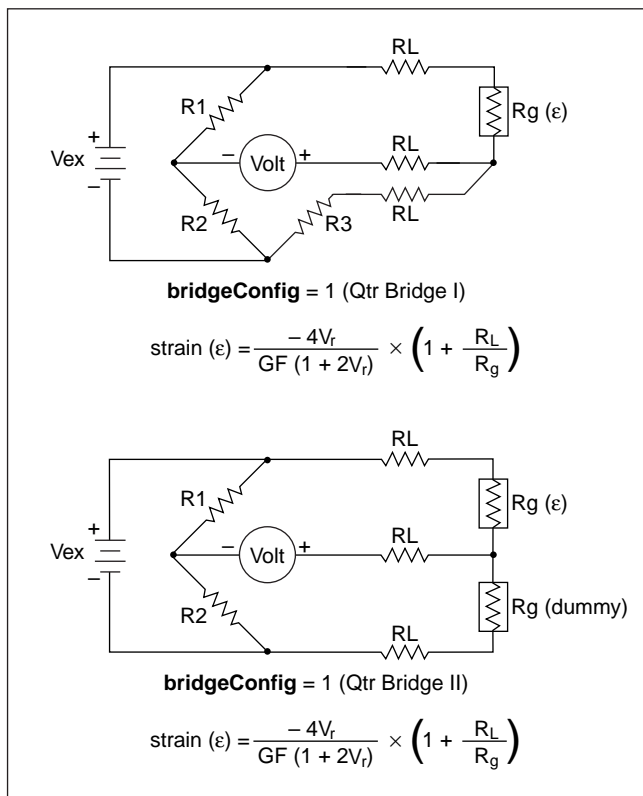 RL
R1
Rg (ε)
+
Vex
−
− Volt +
RL
R2
R3
RL
bridgeConfig = 1 (Qtr Bridge I)
strain (ε) = −4Vr / GF (1 + 2Vr) × (1 + RL / Rg)
RL
R1
Rg (ε)
+
Vex
−
− Volt +
RL
R2
Rg (dummy)
RL
bridgeConfig = 1 (Qtr Bridge II)
strain (ε) = −4Vr / GF (1 + 2Vr) × (1 + RL / Rg)